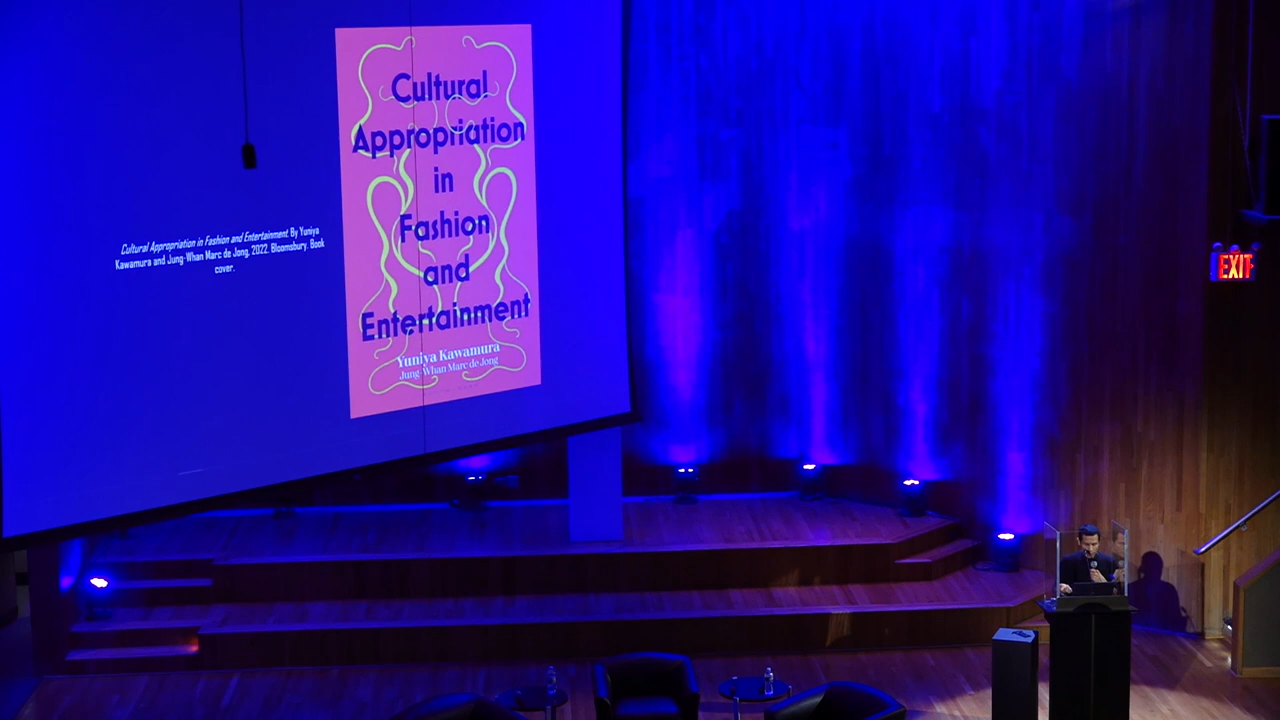 Cultural
Appropriation
in
Fashion
and
Entertainment
Yuniya Kawamura
Jung-Whan Marc de Jong
Cultural Appropriation in Fashion and Entertainment. By Yuniya
Kawamura and Jung-Whan Marc de Jong, 2022. Bloomsbury. Book
cover.
EXIT